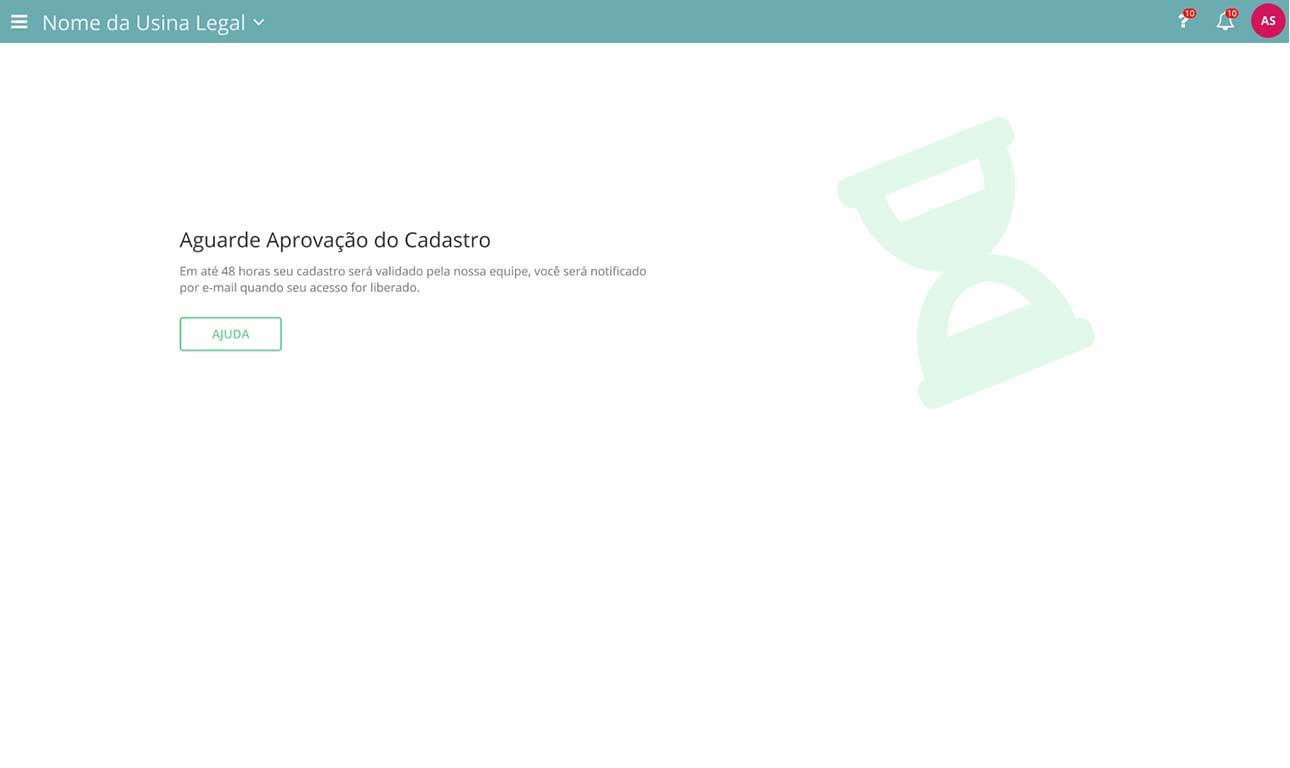 Nome da Usina Legal
? 10
10
AS
Aguarde Aprovação do Cadastro
Em até 48 horas seu cadastro será validado pela nossa equipe, você será notificado
por e-mail quando seu acesso for liberado.
AJUDA